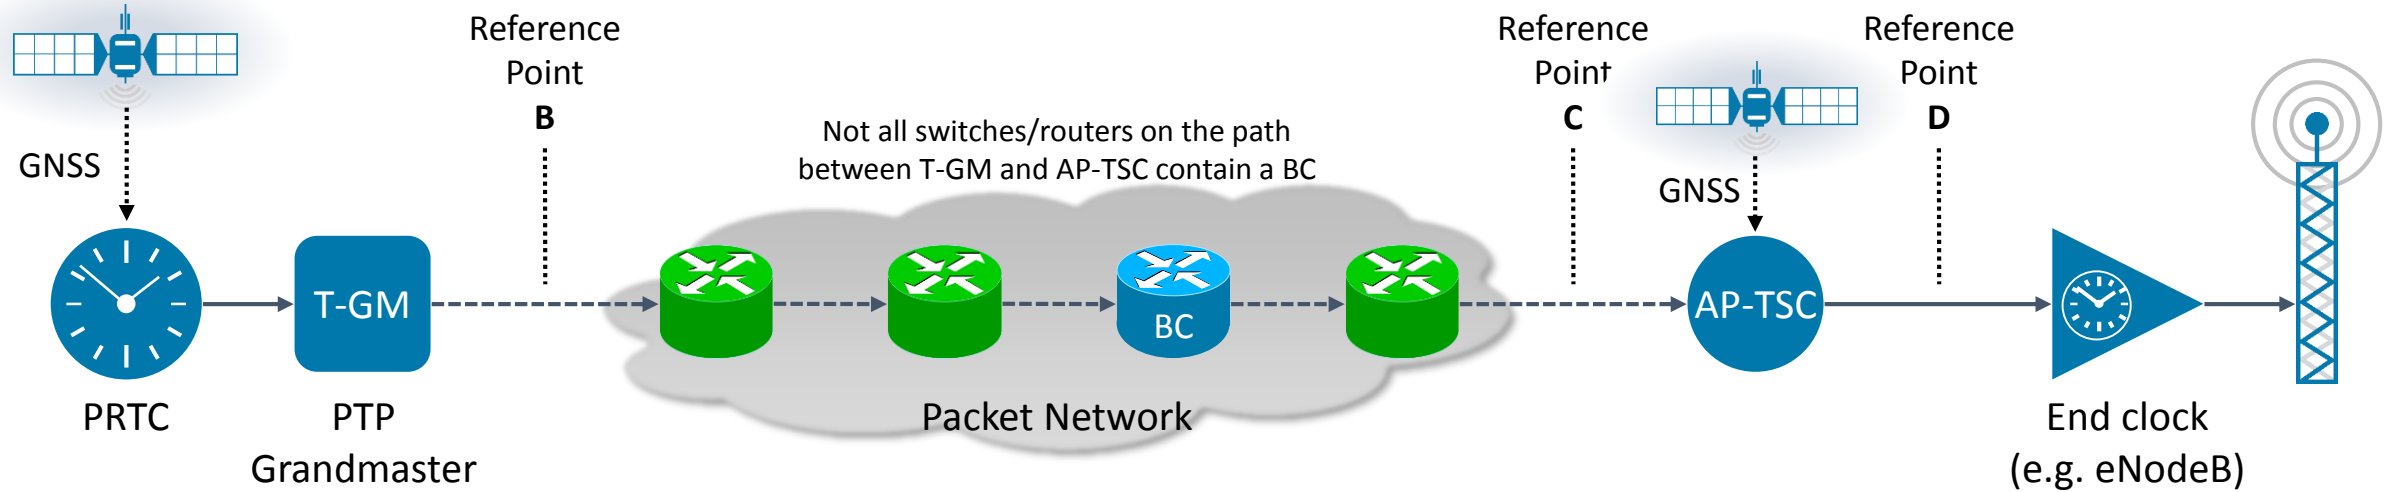 Reference
Point
B
Reference
Point
C
Reference
Point
D
Not all switches/routers on the path
between T-GM and AP-TSC contain a BC
GNSS
GNSS
T-GM
BC
AP-TSC
PRTC
PTP
Grandmaster
Packet Network
End clock
(e.g. eNodeB)